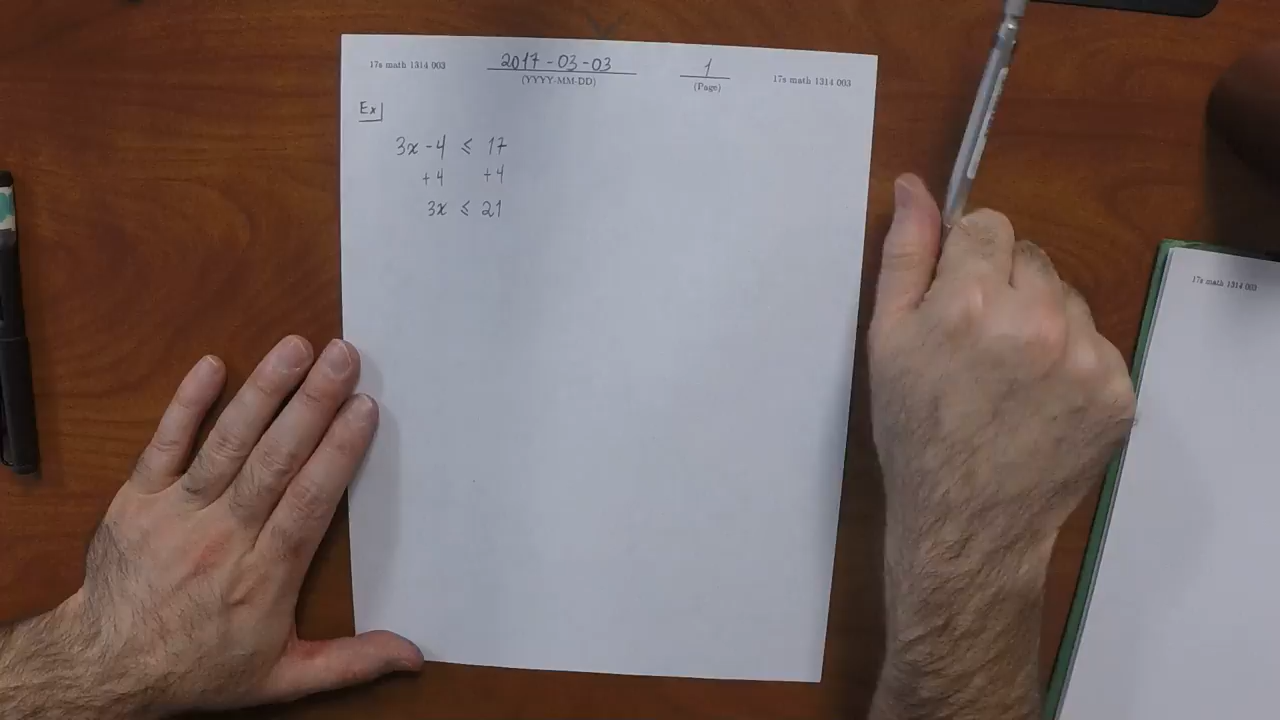 17s math 1314 003 2017-03-03 1 17s math 1314 003
(YYYY-MM-DD) (Page)
Ex
3x - 4 ≤ 17
+4 +4
3x ≤ 21
17s math 1314 003